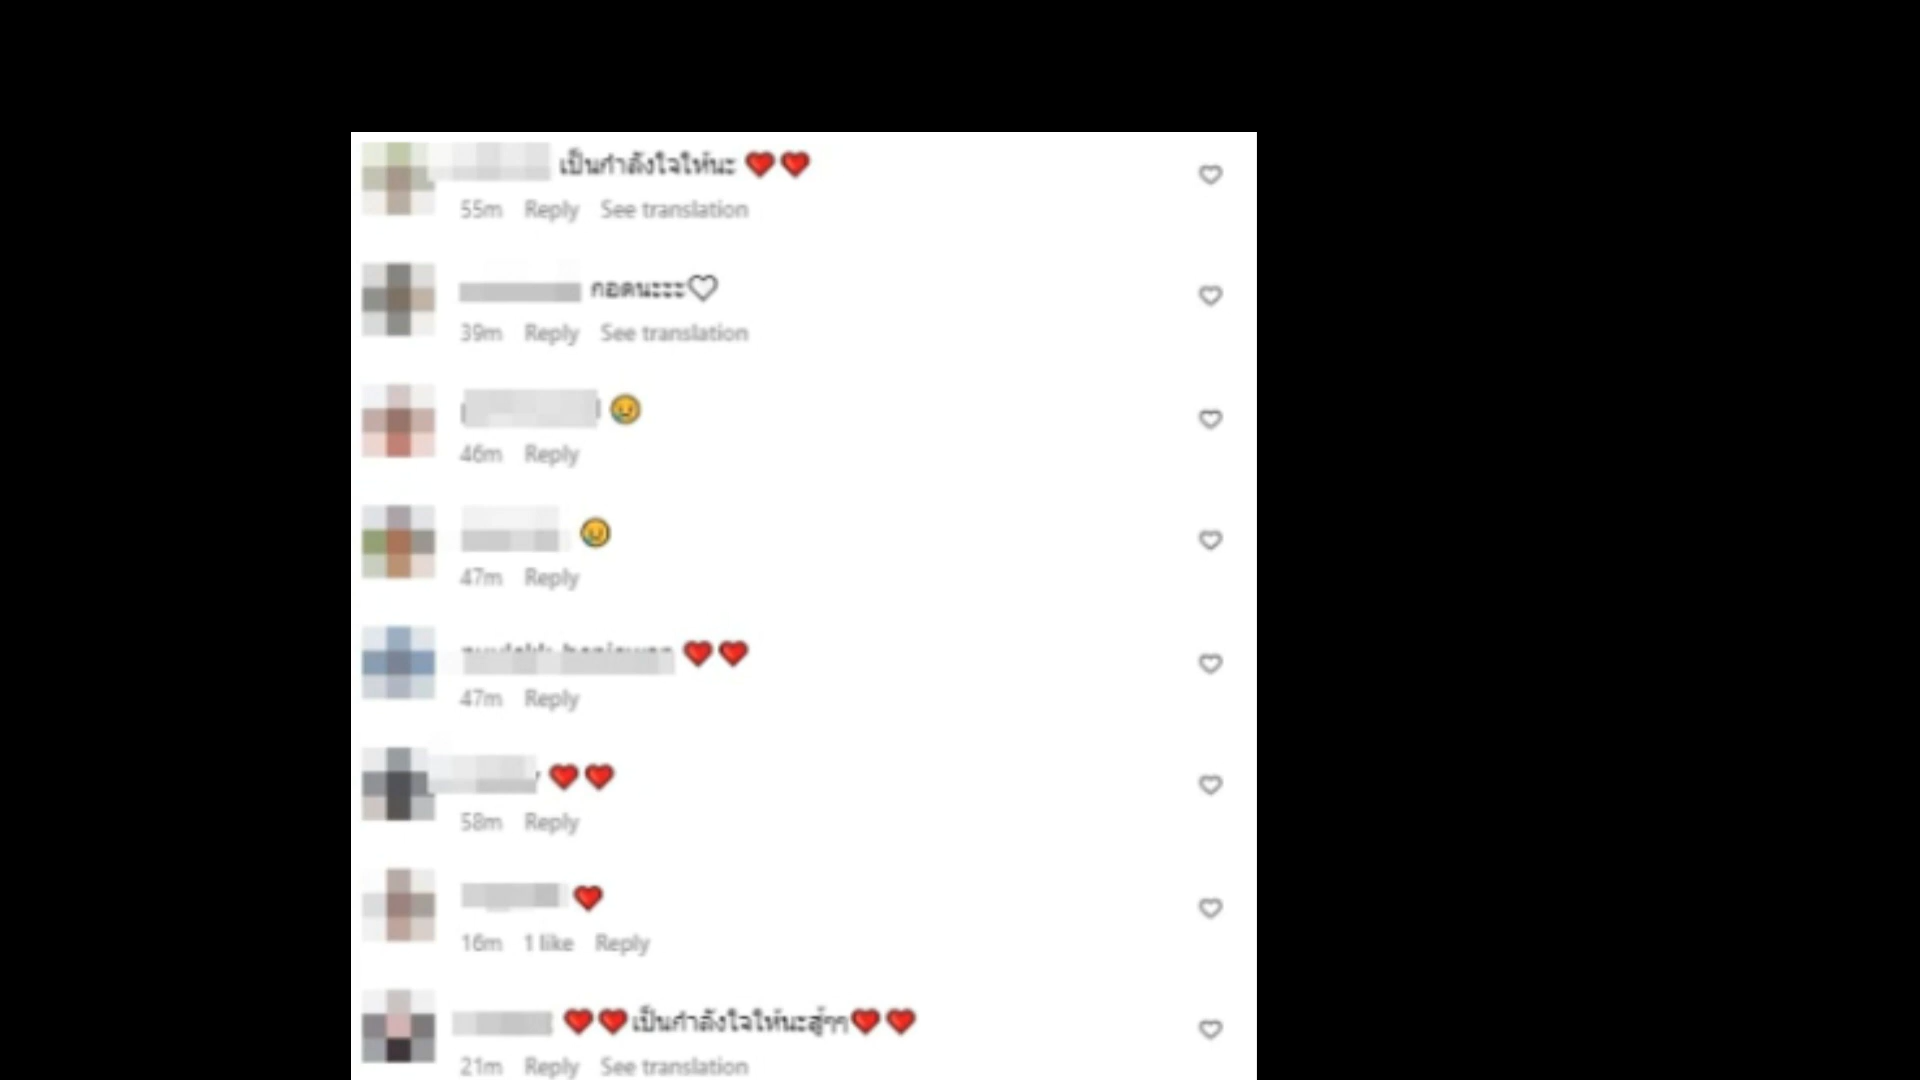 เป็นกำลังใจให้นะ ❤️❤️
55m Reply See translation
กอดนะะะ🤍
39m Reply See translation
😢
46m Reply
😢
47m Reply
❤️❤️
47m Reply
❤️❤️
58m Reply
❤️
16m 1 like Reply
❤️❤️เป็นกำลังใจให้นะสู้ๆๆ❤️❤️
21m Reply See translation